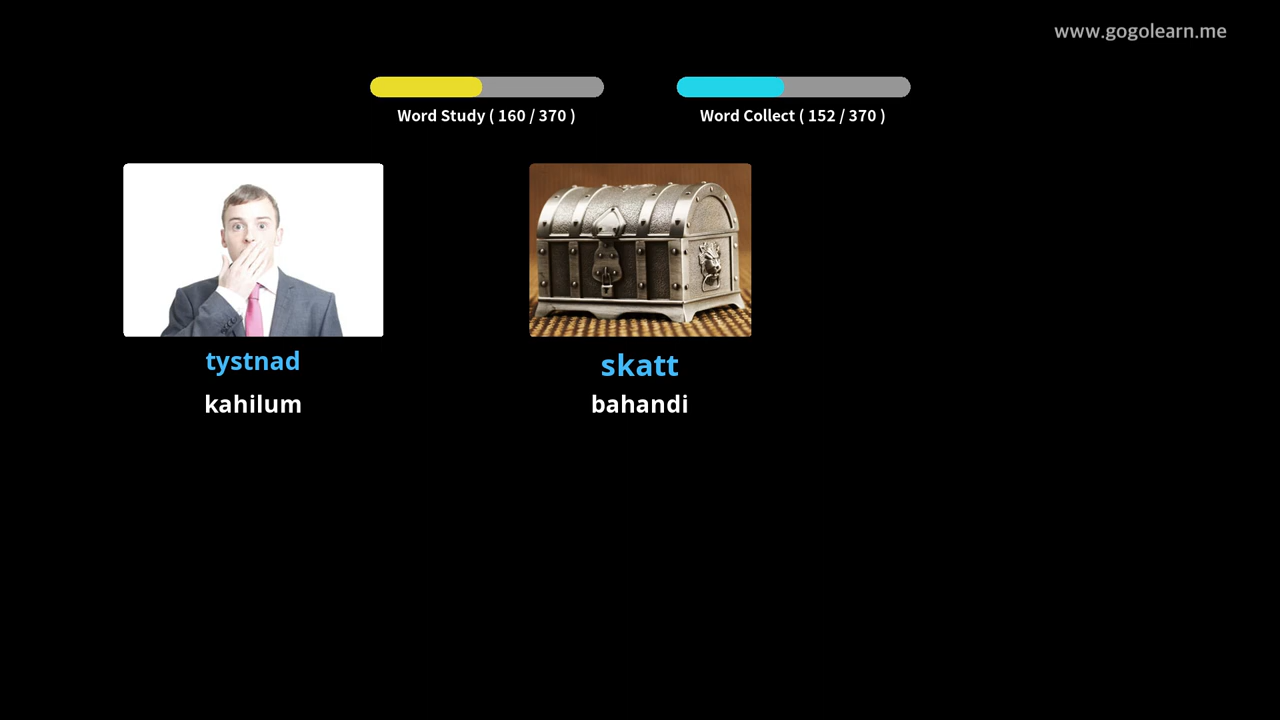 www.gogolearn.me
Word Study ( 160 / 370 )
Word Collect ( 152 / 370 )
tystnad
kahilum
skatt
bahandi